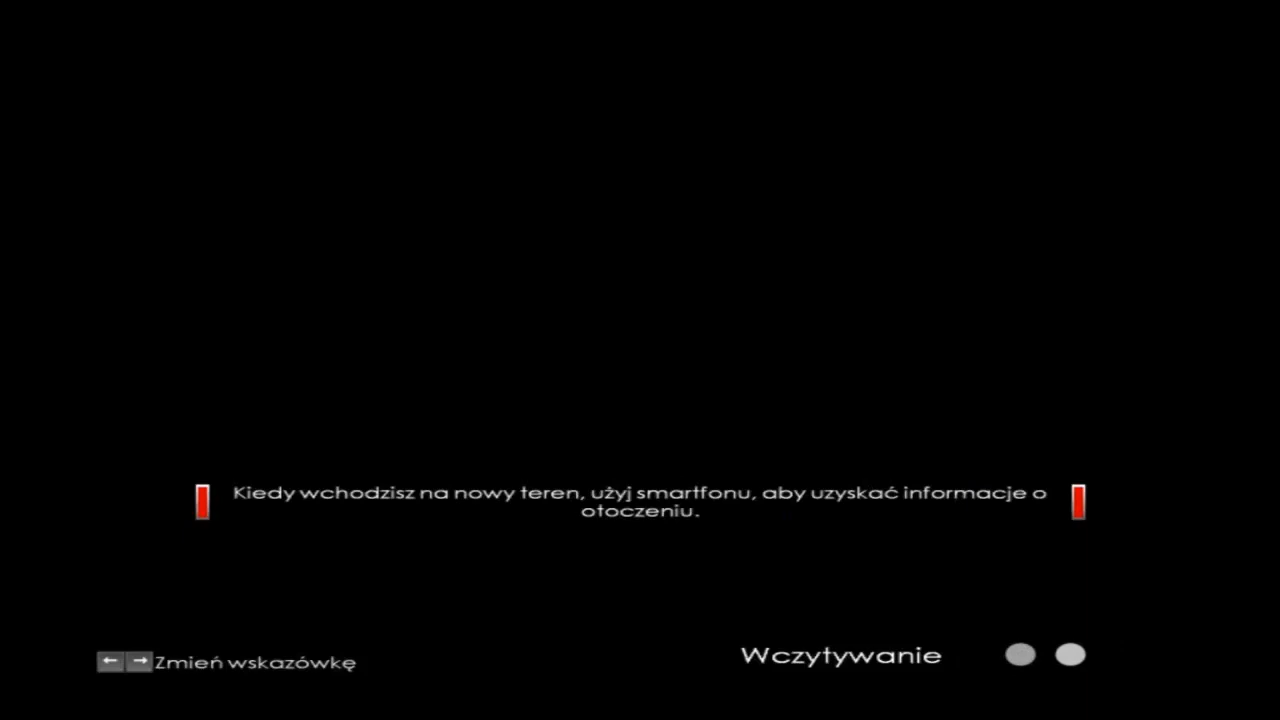 Kiedy wchodzisz na nowy teren, użyj smartfonu, aby uzyskać informacje o
otoczeniu.
Zmień wskazówkę
Wczytywanie